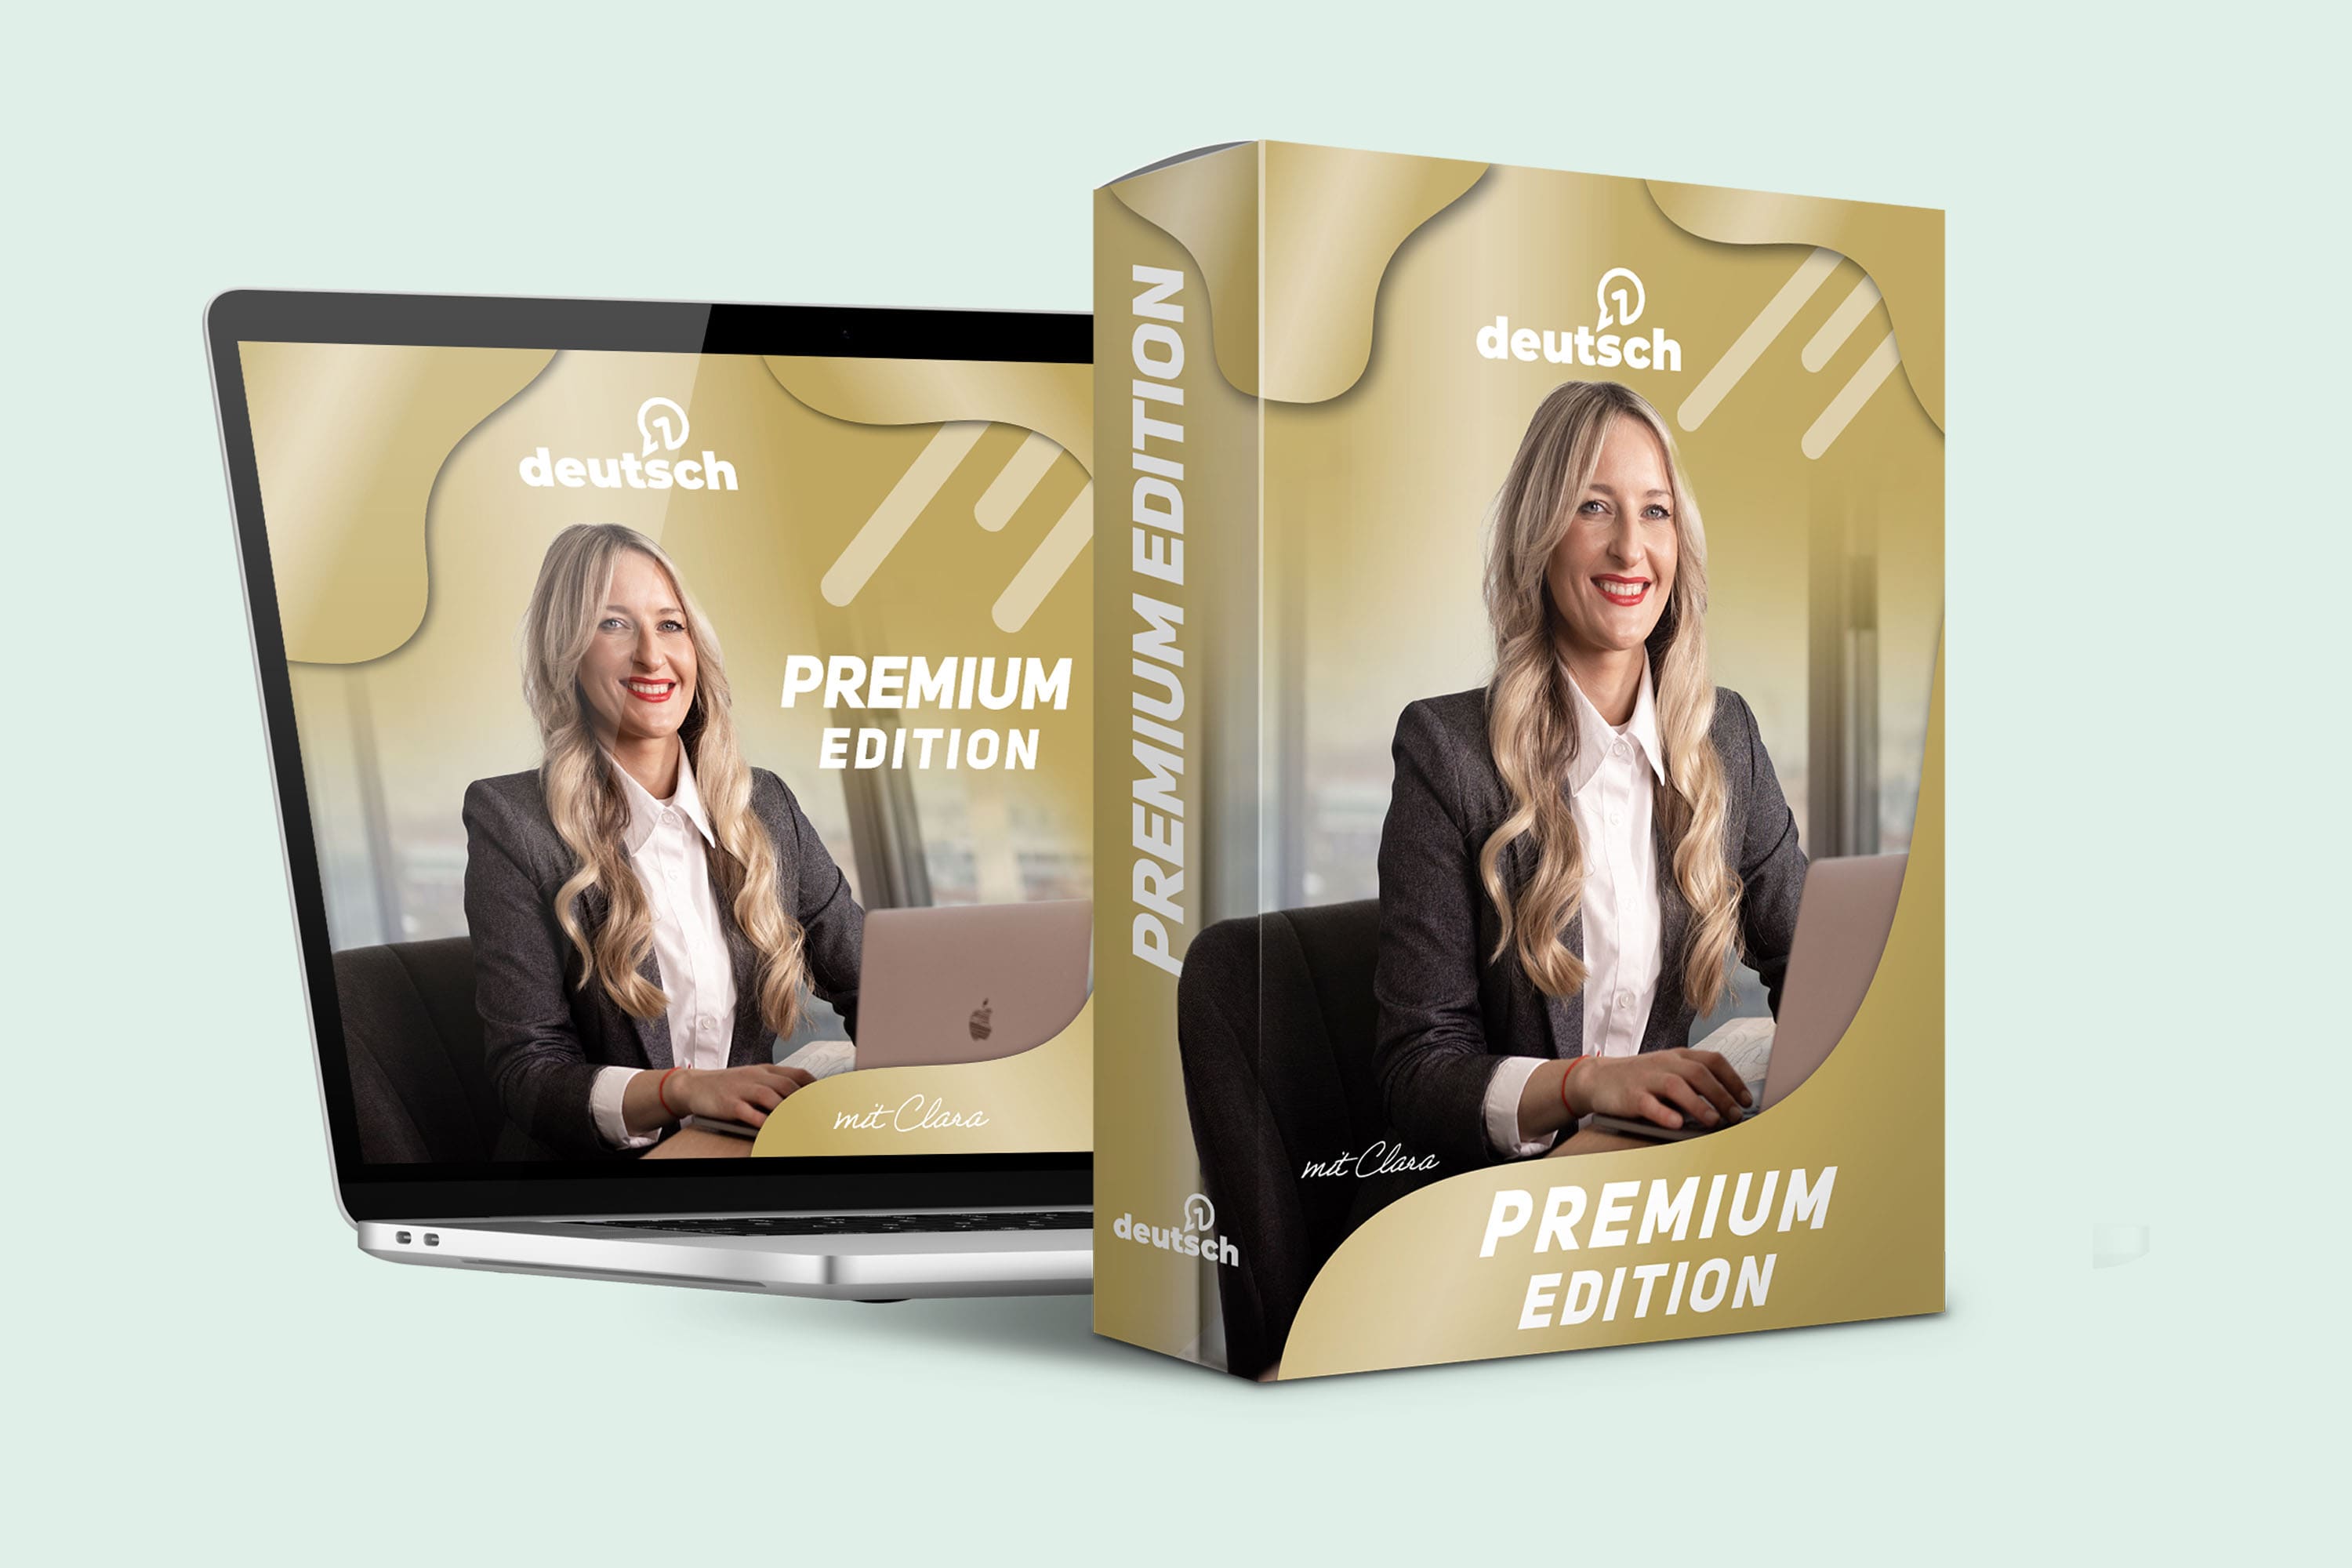 deutsch
PREMIUM
EDITION
mit Clara
PREMIUM EDITION
deutsch
deutsch
mit Clara
PREMIUM
EDITION